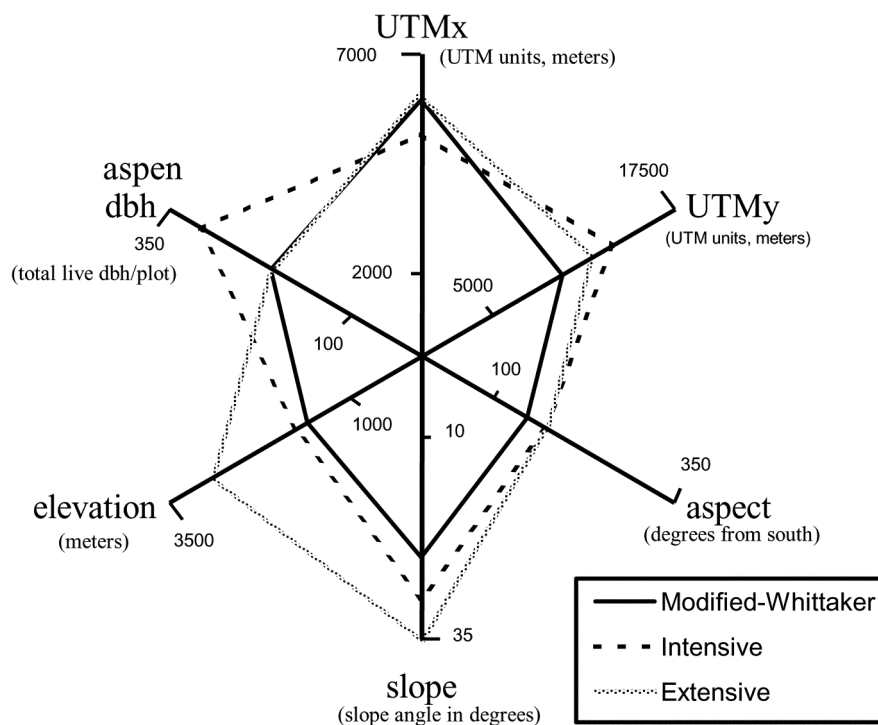 UTMx
7000
(UTM units, meters)
aspen
dbh
350
(total live dbh/plot)
17500
UTMy
(UTM units, meters)
2000
5000
100
100
1000
10
350
elevation
(meters)
3500
aspect
(degrees from south)
35
slope
(slope angle in degrees)
Modified-Whittaker
Intensive
Extensive